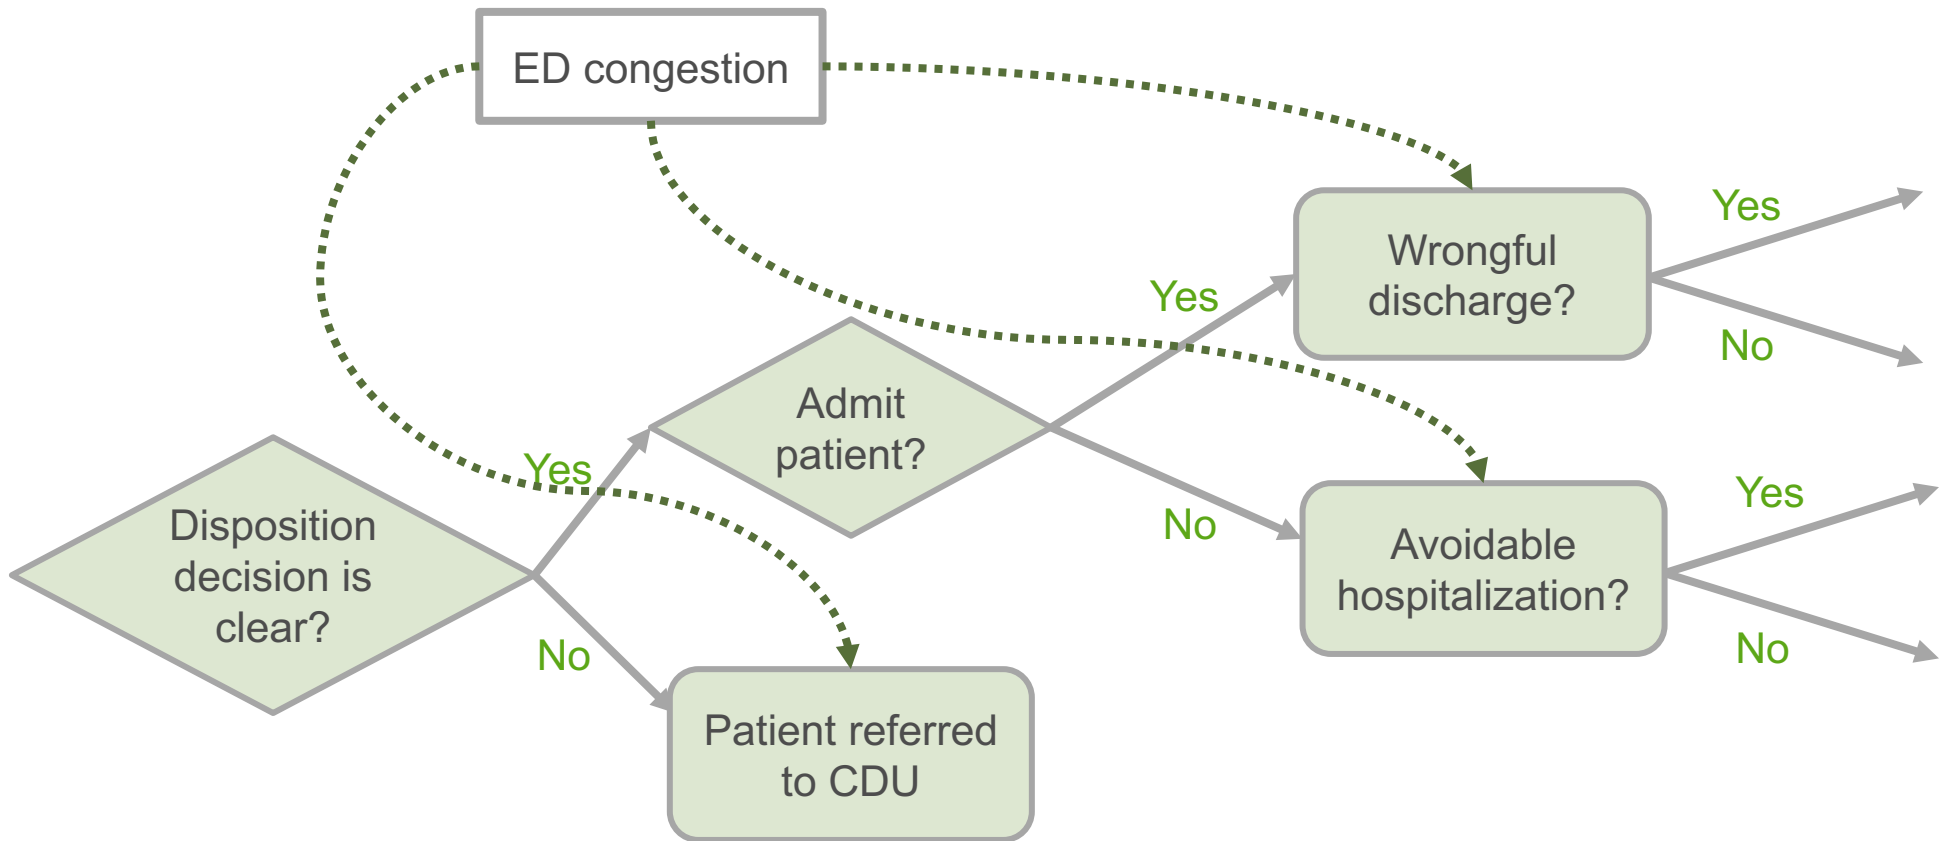 ED congestion
Yes
Wrongful
discharge?
Yes
No
Admit
patient?
Yes
No
Disposition
decision is
clear?
Avoidable
hospitalization?
Yes
No
No
Patient referred
to CDU